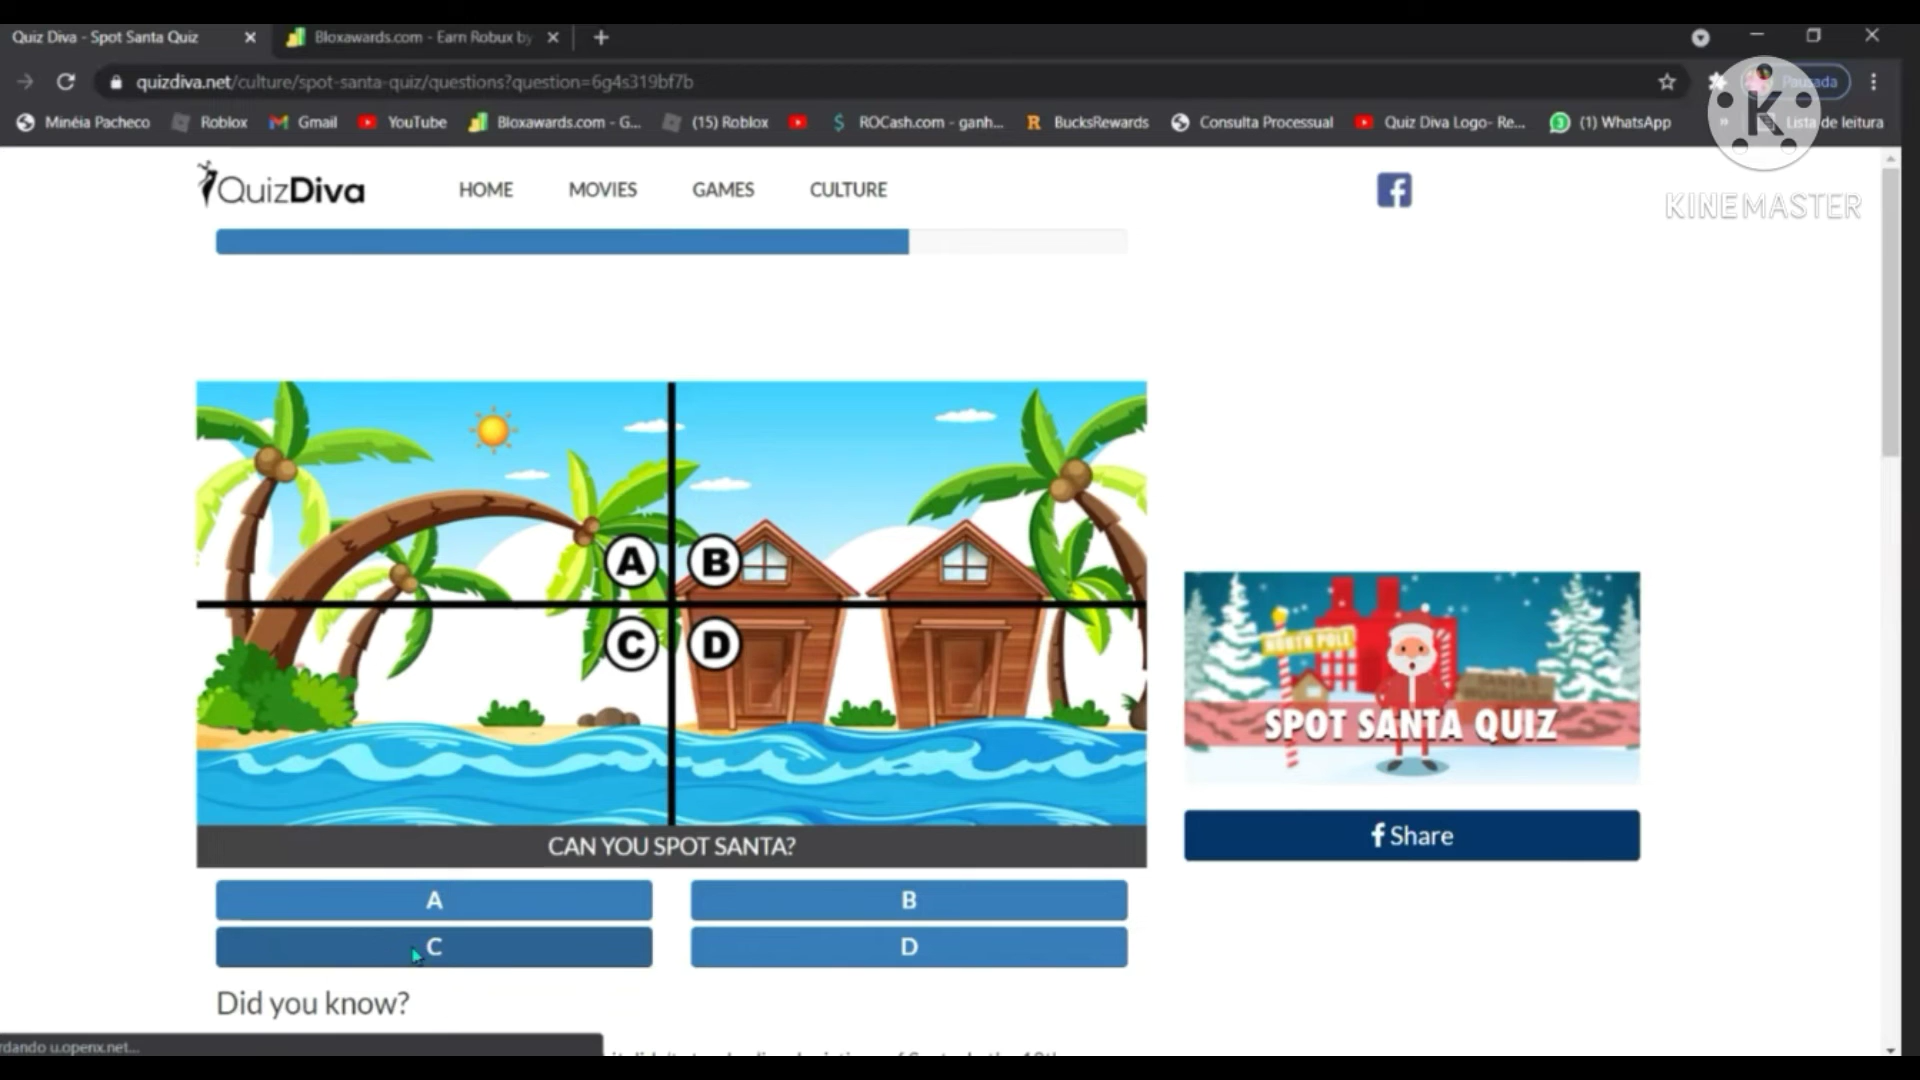 Quiz Diva - Spot Santa Quiz
Bloxawards.com - Earn Robux by
quizdiva.net/culture/spot-santa-quiz/questions?question=6g4s319bf7b
Pausada
Minéia Pacheco
Roblox
Gmail
YouTube
Bloxawards.com - G...
(15) Roblox
ROCash.com - ganh...
BucksRewards
Consulta Processual
Quiz Diva Logo- Re...
(1) WhatsApp
Lista de leitura
K
KINEMASTER
QuizDiva
HOME
MOVIES
GAMES
CULTURE
A
B
C
D
CAN YOU SPOT SANTA?
NORTH POLE
SPOT SANTA QUIZ
Share
A
B
C
D
Did you know?
rdando u.openx.net...